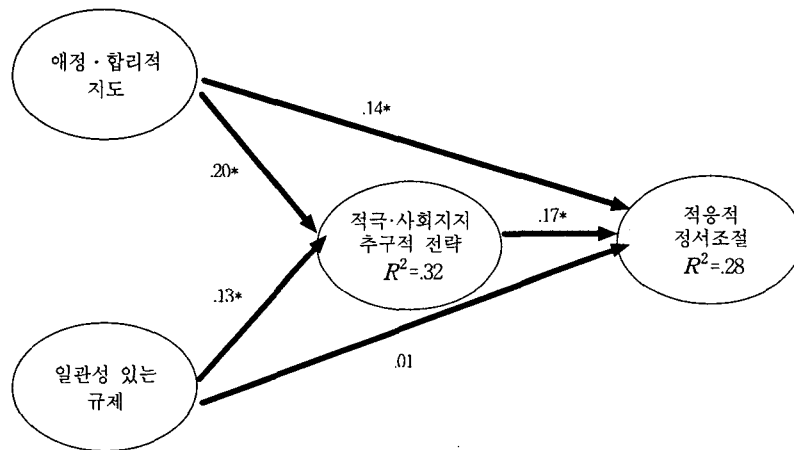 애정·합리적
지도
.14*
.20*
적극·사회지지
추구적 전략
R²=.32
.17*
적응적
정서조절
R²=.28
.13*
일관성 있는
규제
.01